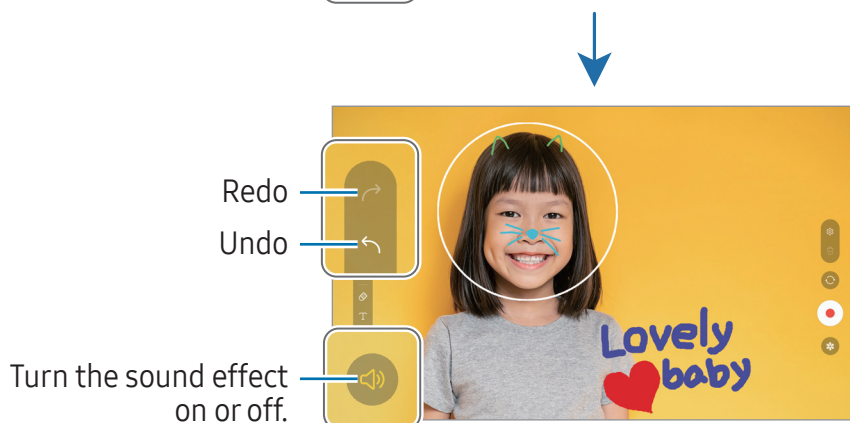 Redo
Undo
T
Turn the sound effect
on or off.
Lovely
baby